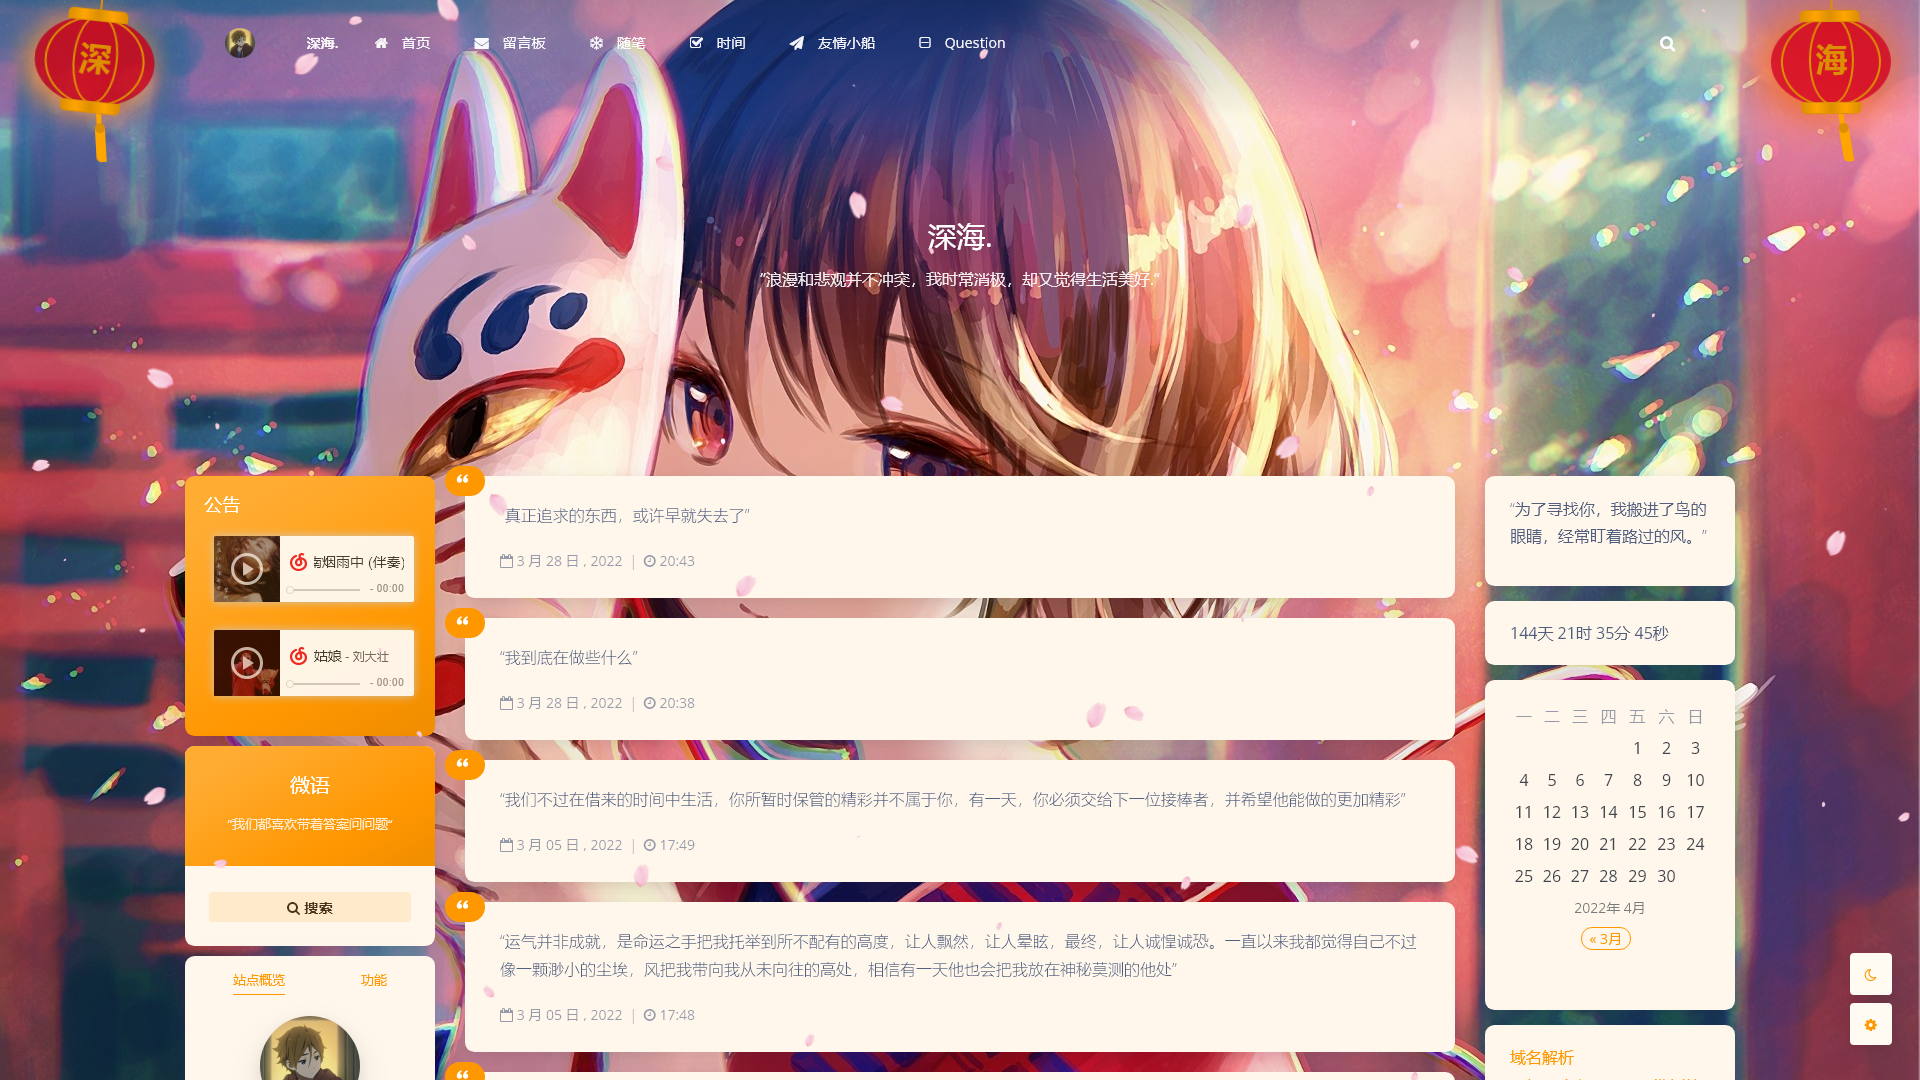 深
海
深海.
首页
留言板
随笔
时间
友情小船
Question
深海.
“浪漫和悲观并不冲突，我时常消极，却又觉得生活美好.”
公告
烟雨中 (伴奏)
- 00:00
姑娘 - 刘大壮
- 00:00
微语
“我们都喜欢带着答案问问题”
搜索
站点概览 功能
“真正追求的东西，或许早就失去了”
3 月 28 日 , 2022 | 20:43
“我到底在做些什么”
3 月 28 日 , 2022 | 20:38
“我们不过在借来的时间中生活，你所暂时保管的精彩并不属于你，有一天，你必须交给下一位接棒者，并希望他能做的更加精彩”
3 月 05 日 , 2022 | 17:49
“运气并非成就，是命运之手把我托举到所不配有的高度，让人飘然，让人晕眩，最终，让人诚惶诚恐。一直以来我都觉得自己不过
像一颗渺小的尘埃，风把我带向我从未向往的高处，相信有一天他也会把我放在神秘莫测的他处”
3 月 05 日 , 2022 | 17:48
“为了寻找你，我搬进了鸟的
眼睛，经常盯着路过的风。”
144天 21时 35分 45秒
一 二 三 四 五 六 日
1 2 3
4 5 6 7 8 9 10
11 12 13 14 15 16 17
18 19 20 21 22 23 24
25 26 27 28 29 30
2022年 4月
« 3月
域名解析